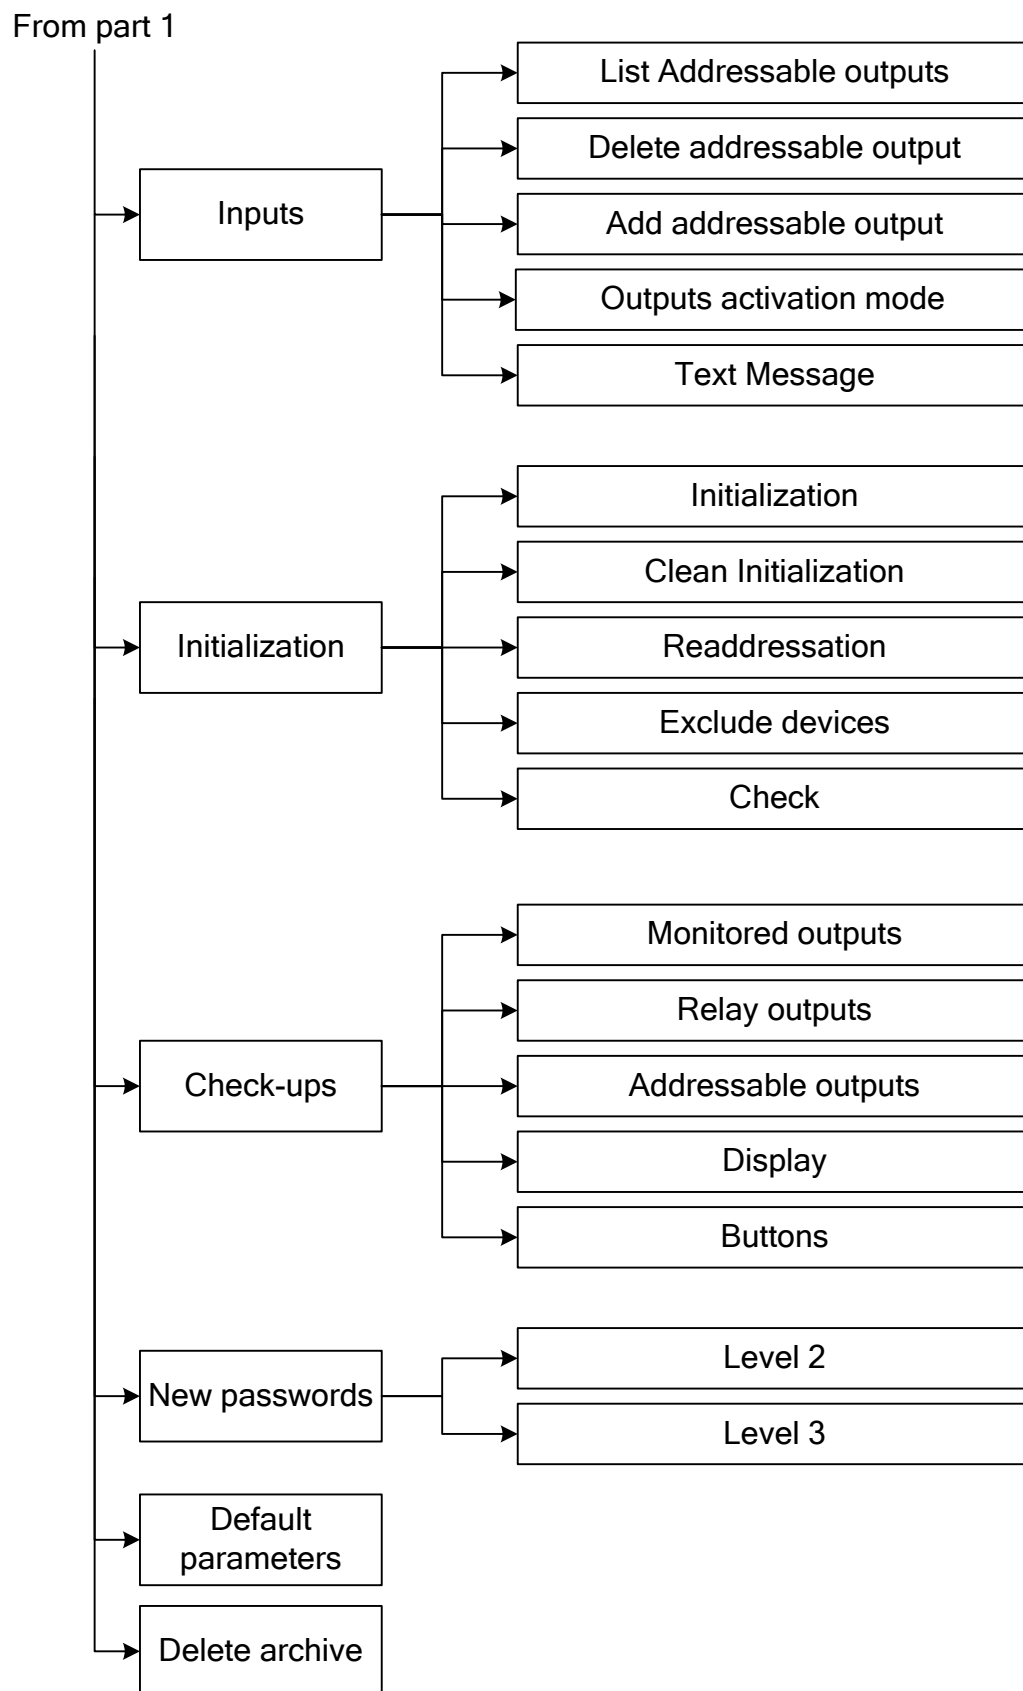 From part 1
Inputs
List Addressable outputs
Delete addressable output
Add addressable output
Outputs activation mode
Text Message
Initialization
Initialization
Clean Initialization
Readdressation
Exclude devices
Check
Check-ups
Monitored outputs
Relay outputs
Addressable outputs
Display
Buttons
New passwords
Level 2
Level 3
Default
parameters
Delete archive